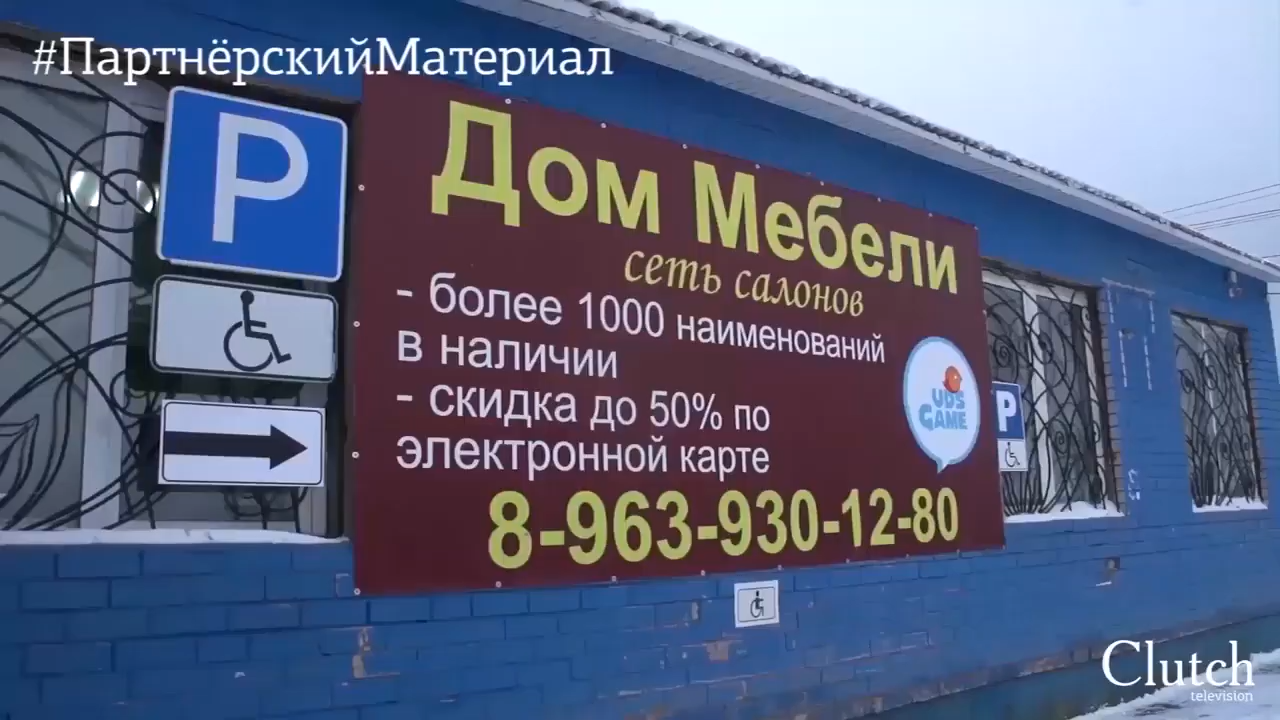 #ПартнёрскийМатериал
P
Дом Мебели
сеть салонов
- более 1000 наименований
в наличии
- скидка до 50% по
электронной карте
8-963-930-12-80
UDS
GAME
P
Clutch
television